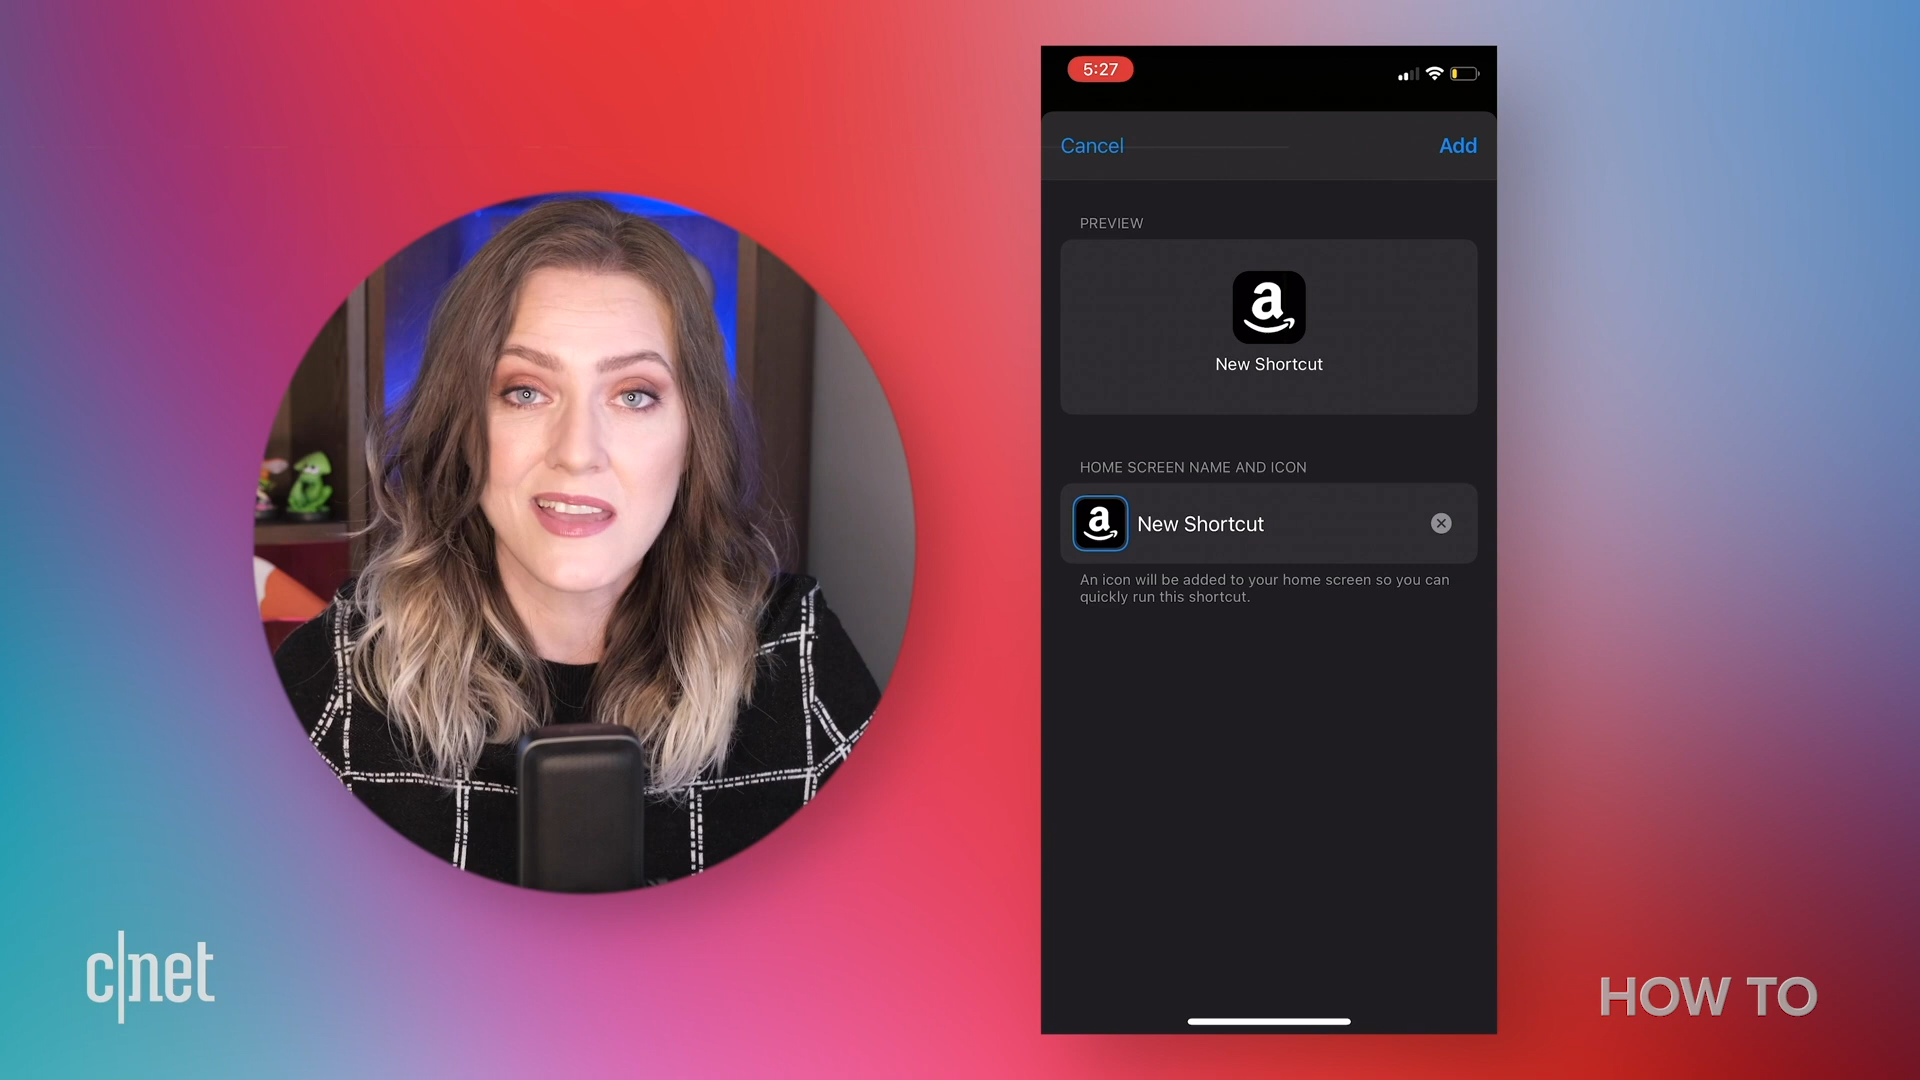 5:27
Cancel
Add
PREVIEW
a
New Shortcut
HOME SCREEN NAME AND ICON
a
New Shortcut
An icon will be added to your home screen so you can
quickly run this shortcut.
c|net
HOW TO